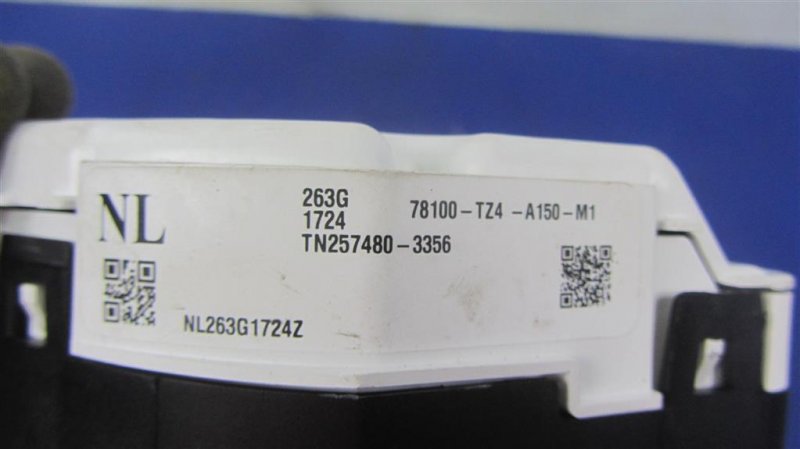 NL
263G
1724
TN257480-3356
78100-TZ4 -A150-M1
NL263G1724Z